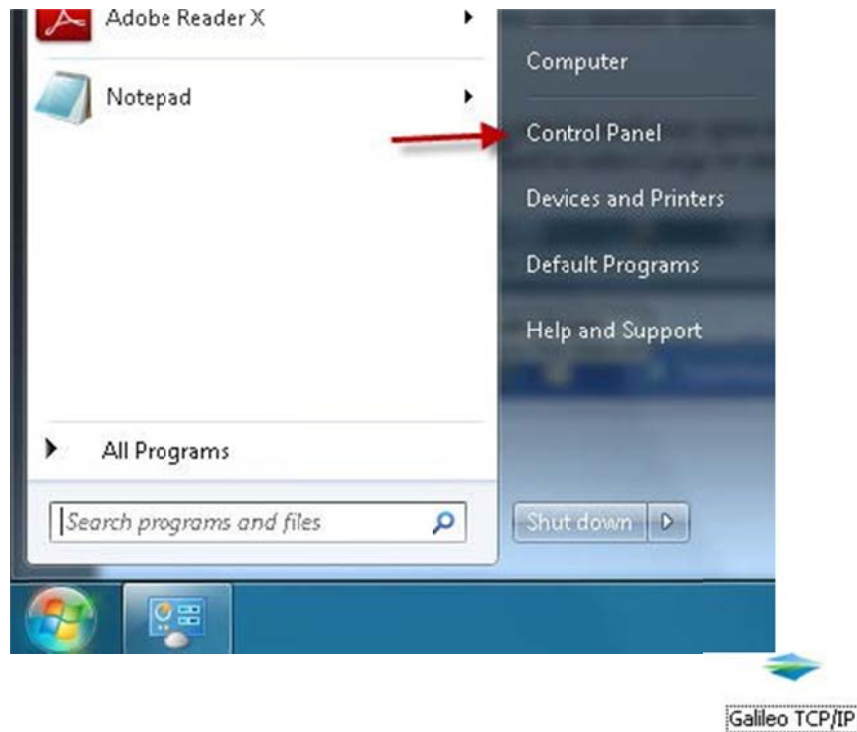 Adobe Reader X
Notepad
All Programs
Search programs and files
Computer
Control Panel
Devices and Printers
Default Programs
Help and Support
Shut down
Galileo TCP/IP